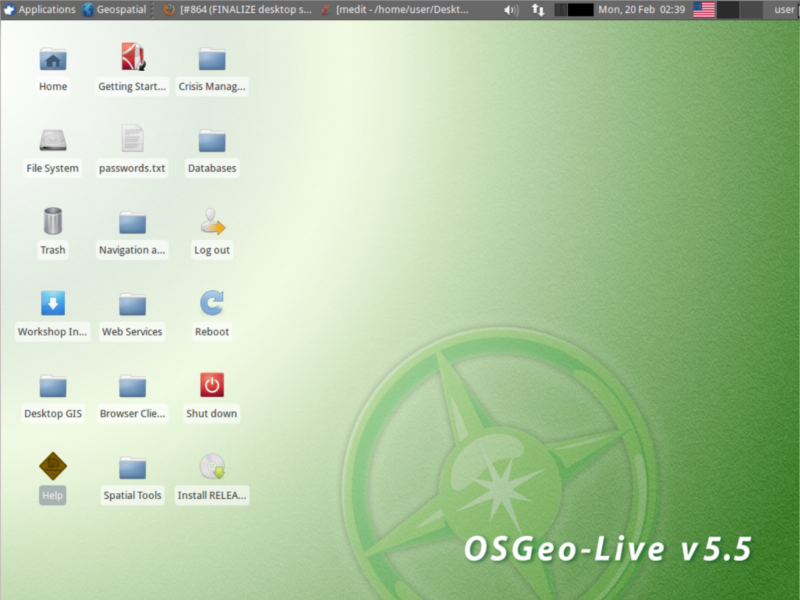 Applications Geospatial [#864 (FINALIZE desktop s... [medit - /home/user/Deskt... Mon, 20 Feb 02:39 user
Home Getting Start... Crisis Manag...
File System passwords.txt Databases
Trash Navigation a... Log out
Workshop In... Web Services Reboot
Desktop GIS Browser Clie... Shut down
Help Spatial Tools Install RELEA...
OSGeo-Live v5.5